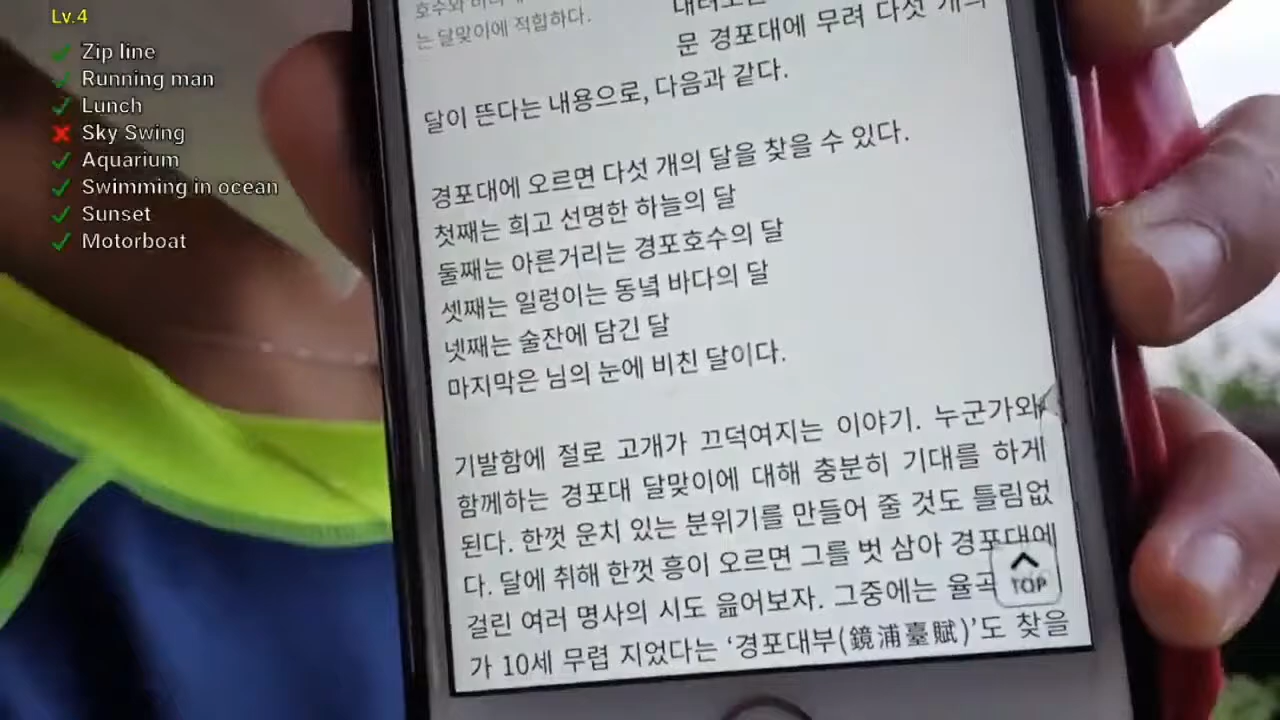 Lv.4
Zip line
Running man
Lunch
Sky Swing
Aquarium
Swimming in ocean
Sunset
Motorboat
는 달맞이에 적합하다.
문 경포대에 무려 다섯 개의
달이 뜬다는 내용으로, 다음과 같다.
경포대에 오르면 다섯 개의 달을 찾을 수 있다.
첫째는 희고 선명한 하늘의 달
둘째는 아른거리는 경포호수의 달
셋째는 일렁이는 동녘 바다의 달
넷째는 술잔에 담긴 달
마지막은 님의 눈에 비친 달이다.
기발함에 절로 고개가 끄덕여지는 이야기. 누군가와
함께하는 경포대 달맞이에 대해 충분히 기대를 하게
된다. 한껏 운치 있는 분위기를 만들어 줄 것도 틀림없
다. 달에 취해 한껏 흥이 오르면 그를 벗 삼아 경포대에
걸린 여러 명사의 시도 읊어보자. 그중에는 율곡
TOP
가 10세 무렵 지었다는 ‘경포대부(鏡浦臺賦)’도 찾을